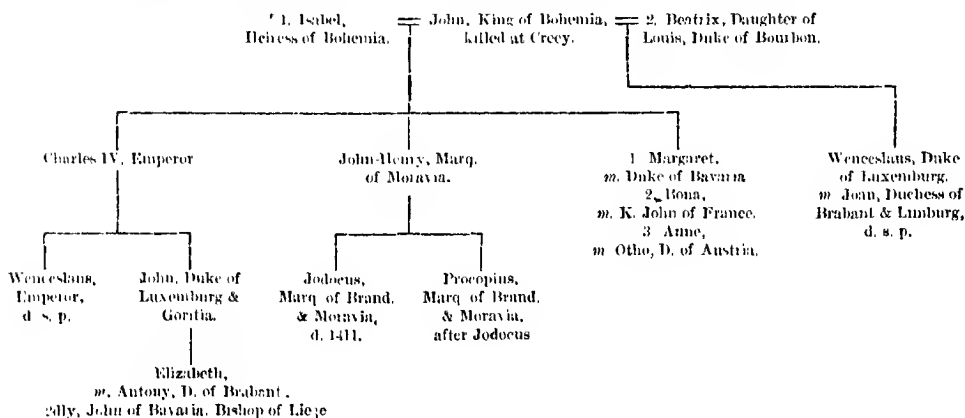 1. Isabel,
Heiress of Bohemia.
John, King of Bohemia,
killed at Crecy.
2. Beatrix, Daughter of
Louis, Duke of Bourbon.
Charles IV, Emperor
John-Henry, Marq.
of Moravia.
1 Margaret,
m. Duke of Bavaria
2, Bona,
m. K. John of France.
3 Anne,
m Otho, D. of Austria.
Wenceslaus, Duke
of Luxemburg.
m Joan, Duchess of
Brabant & Limburg,
d. s. p.
Wenceslaus,
Emperor,
d s. p.
John, Duke of
Luxemburg &
Goritia.
Jodocus,
Marq of Brand.
& Moravia,
d. 1411.
Procopius,
Marq of Brand.
& Moravia,
after Jodocus
Elizabeth,
m. Antony, D. of Brabant.
2dly, John of Bavaria, Bishop of Liege